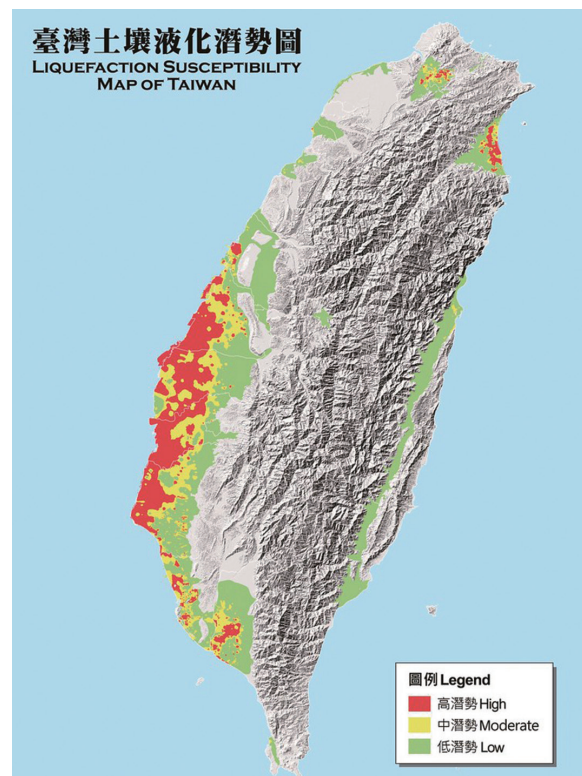 臺灣土壤液化潛勢圖
LIQUEFACTION SUSCEPTIBILITY
MAP OF TAIWAN
圖例 Legend
高潛勢 High
中潛勢 Moderate
低潛勢 Low